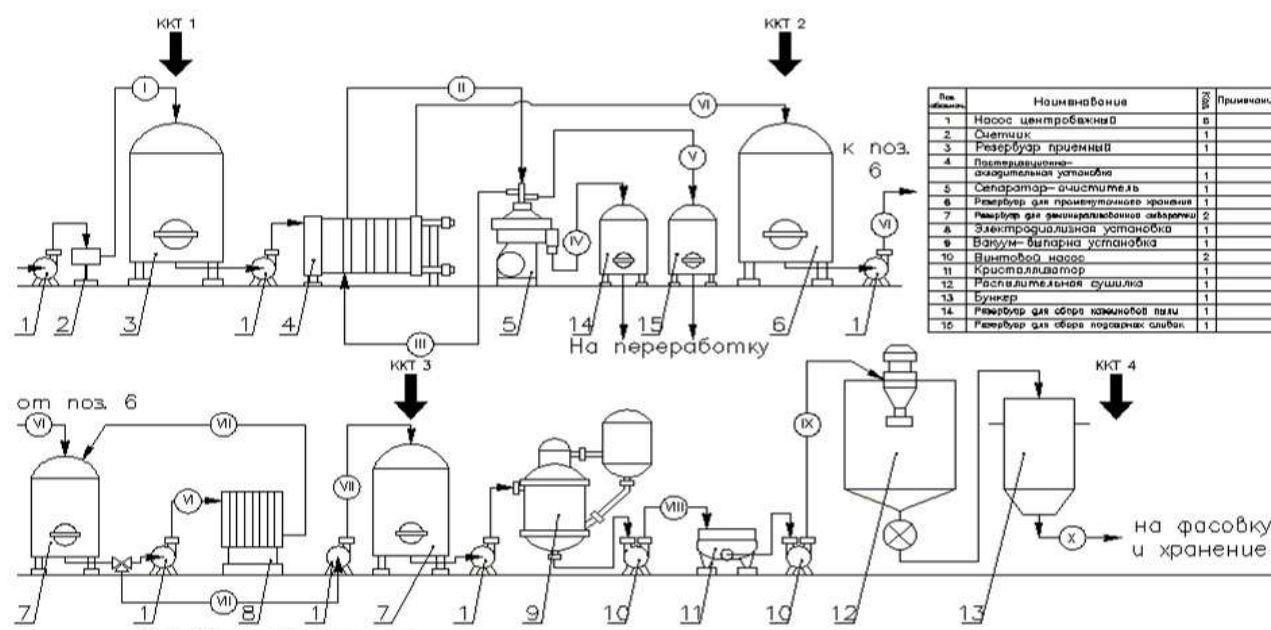 ККТ 1
ККТ 2
I
II
VI
V
IV
III
VI
к поз.
6
1
2
3
1
4
5
14
15
6
1
На переработку
Поз.
обознач.
Наименование
Кол
Примечание
1 Насос центробежный 6
2 Счетчик 1
3 Резервуар приемный 1
4 Пастеризационно-
охладительная установка 1
5 Сепаратор-очиститель 1
6 Резервуар для промежуточного хранения 1
7 Резервуар для деминерализованной сыворотки 2
8 Электродиализная установка 1
9 Вакуум-выпарна установка 1
10 Винтовой насос 2
11 Кристаллизатор 1
12 Распилительная сушилка 1
13 Бункер 1
14 Резервуар для сбора казеиновой пыли 1
15 Резервуар для сбора подсырных сливок 1
ККТ 3
ККТ 4
от поз. 6
VI
VII
VI
VII
VII
VIII
IX
X
на фасовку
и хранение
7
1
8
1
7
1
9
10
11
10
12
13